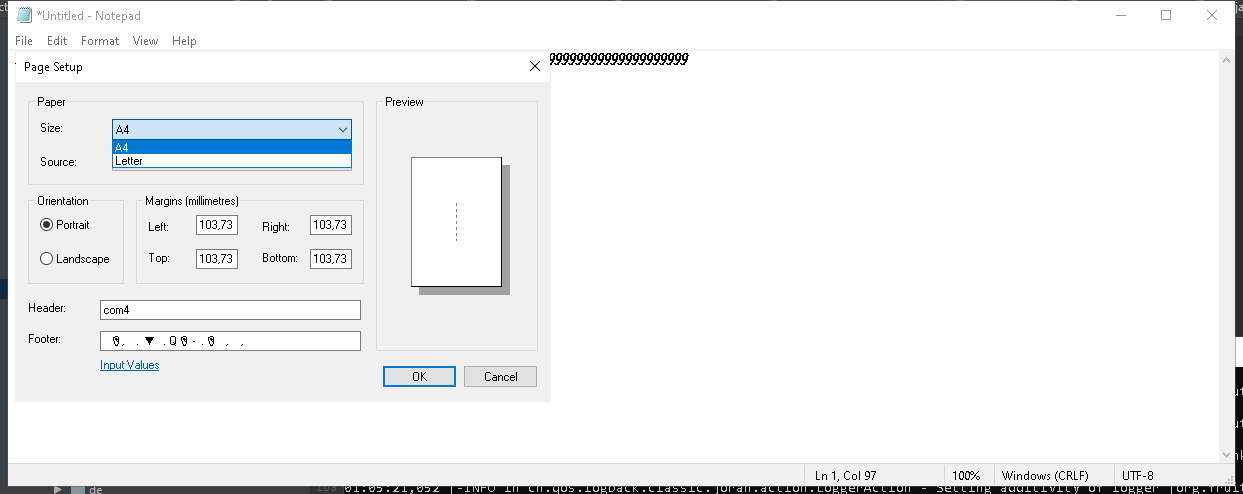 *Untitled - Notepad
File Edit Format View Help
99999999999999999999
Page Setup
Paper
Size: A4
A4
Letter
Source:
Orientation
Portrait
Landscape
Margins (millimetres)
Left: 103,73 Right: 103,73
Top: 103,73 Bottom: 103,73
Header: com4
Footer:
Input Values
Preview
OK Cancel
Ln 1, Col 97 100% Windows (CRLF) UTF-8
de
01:05:21,052 |-INFO in ch.qos.logback.classic.joran.action.LoggerAction - Setting additivity of logger